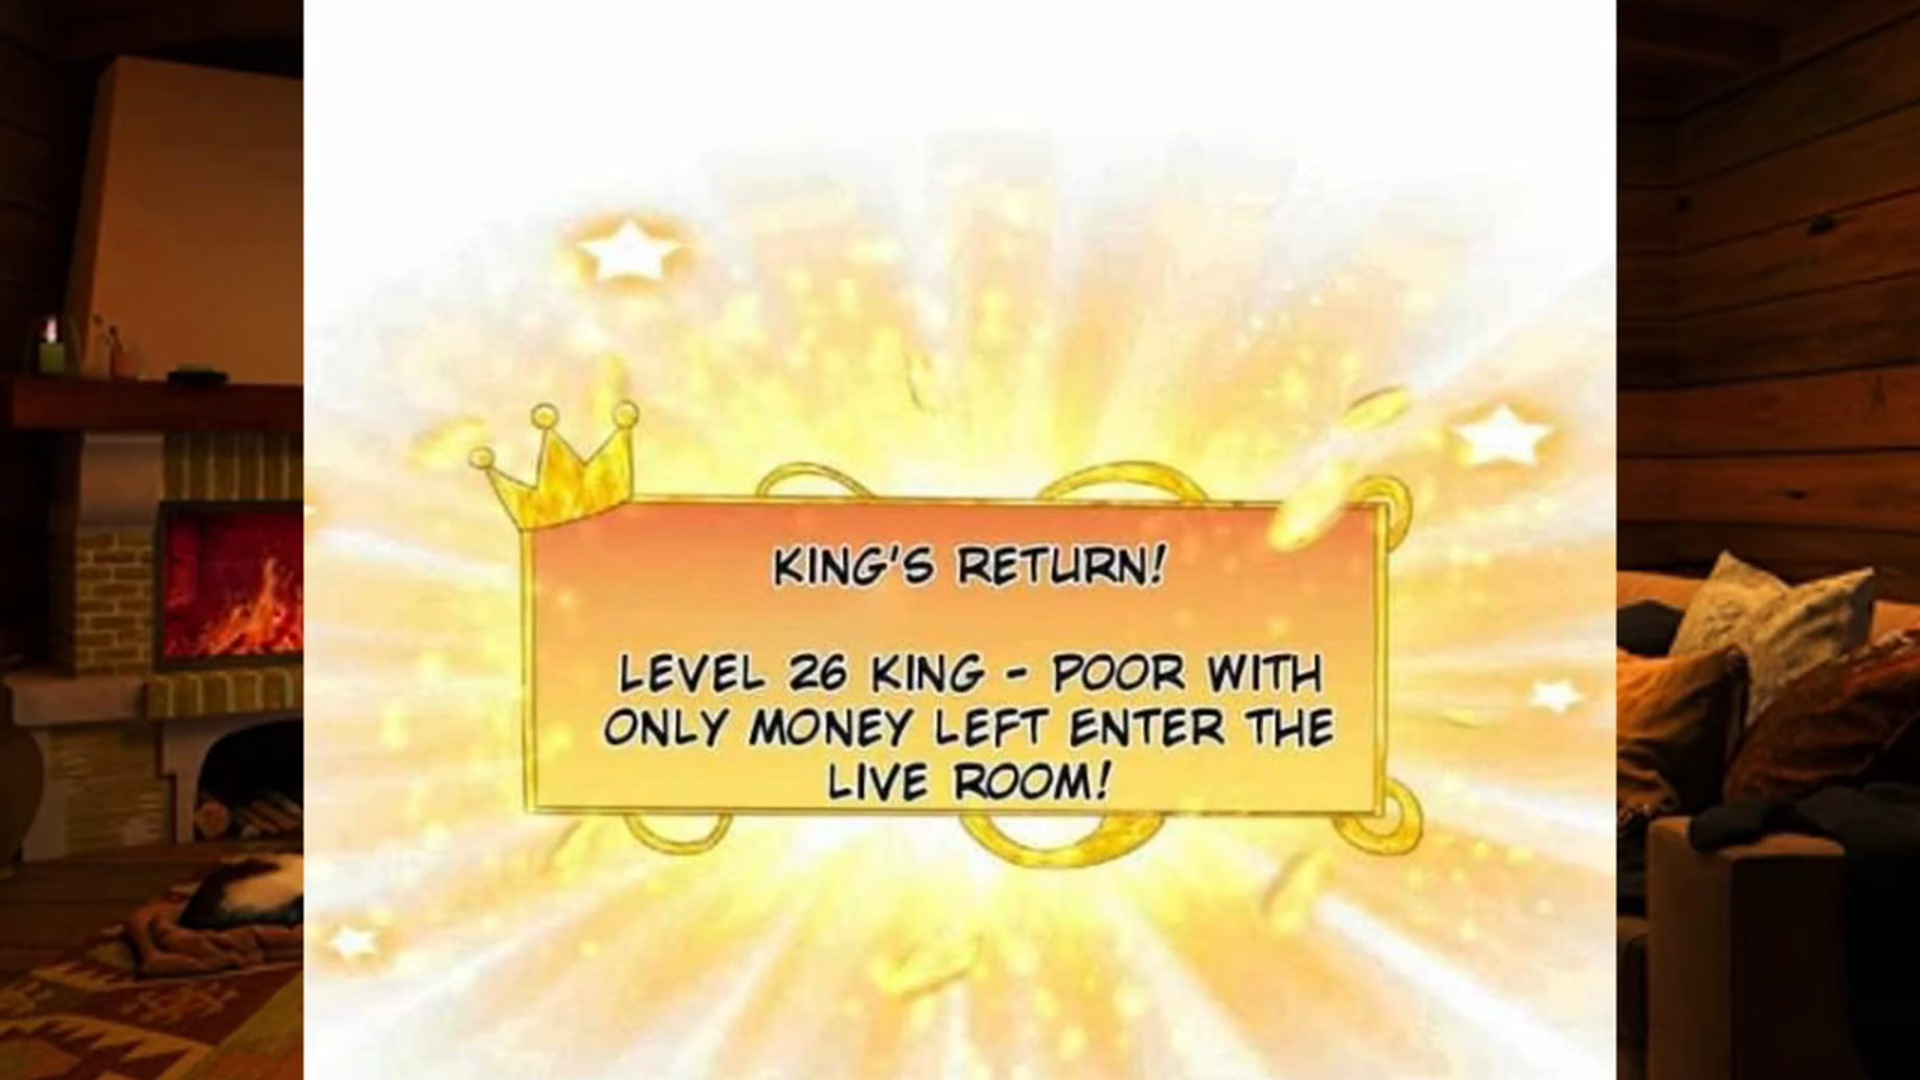 KING'S RETURN!
LEVEL 26 KING - POOR WITH
ONLY MONEY LEFT ENTER THE
LIVE ROOM!